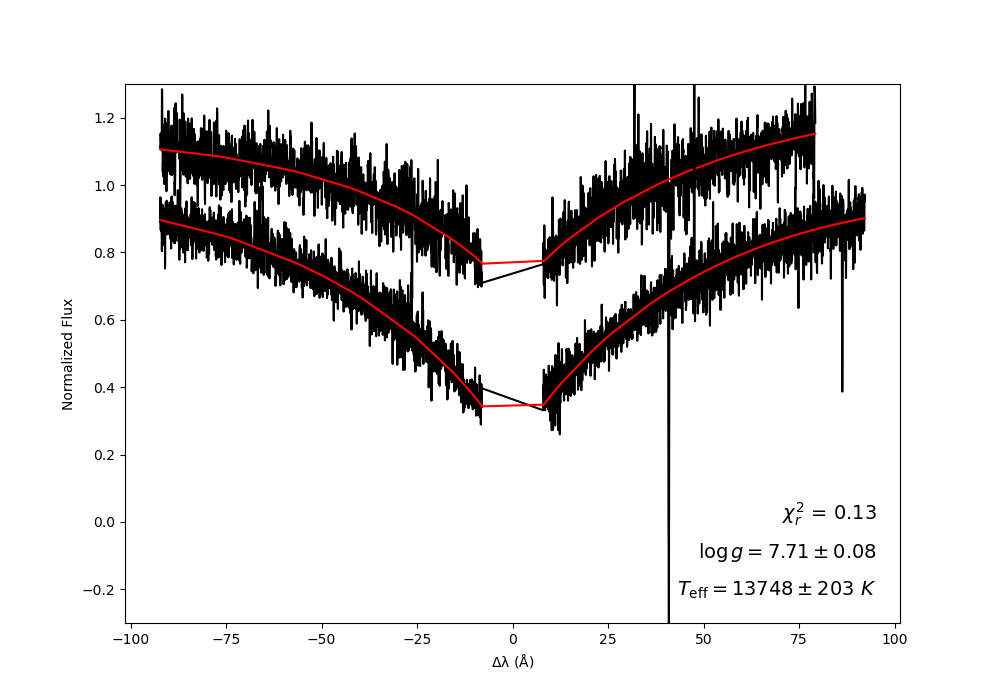 1.2
1.0
0.8
0.6
0.4
0.2
0.0
−0.2
Normalized Flux
χ²ᵣ = 0.13
log g = 7.71 ± 0.08
T_eff = 13748 ± 203 K
−100 −75 −50 −25 0 25 50 75 100
Δλ (Å)